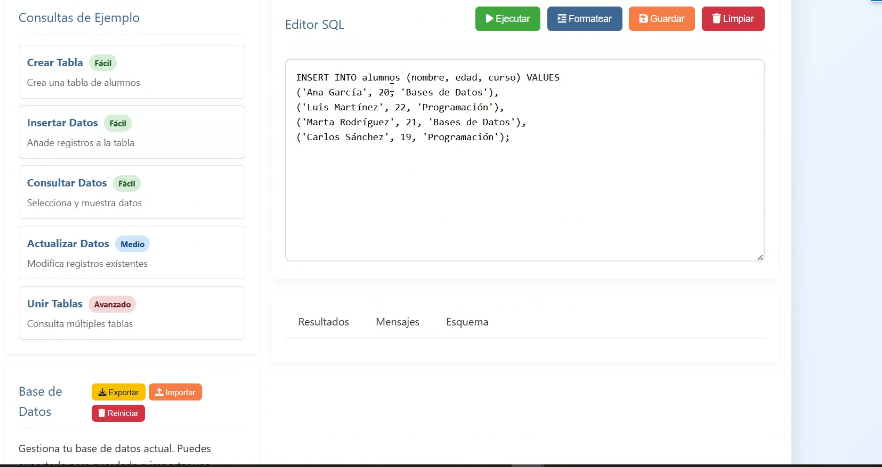 Consultas de Ejemplo
Crear Tabla Fácil
Crea una tabla de alumnos
Insertar Datos Fácil
Añade registros a la tabla
Consultar Datos Fácil
Selecciona y muestra datos
Actualizar Datos Medio
Modifica registros existentes
Unir Tablas Avanzado
Consulta múltiples tablas
Base de
Datos
Exportar Importar
Reiniciar
Gestiona tu base de datos actual. Puedes
Editor SQL
Ejecutar Formatear Guardar Limpiar
INSERT INTO alumnos (nombre, edad, curso) VALUES
('Ana García', 20, 'Bases de Datos'),
('Luis Martínez', 22, 'Programación'),
('Marta Rodríguez', 21, 'Bases de Datos'),
('Carlos Sánchez', 19, 'Programación');
Resultados Mensajes Esquema